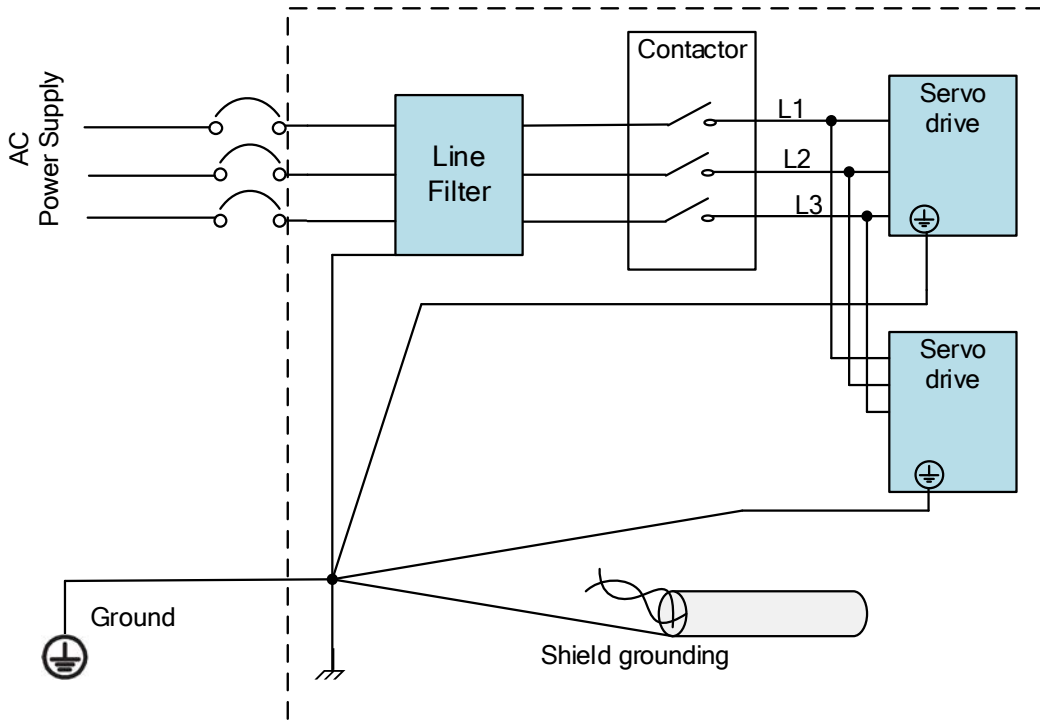 AC
Power Supply
Line
Filter
Contactor
L1
L2
L3
Servo
drive
Servo
drive
Ground
Shield grounding